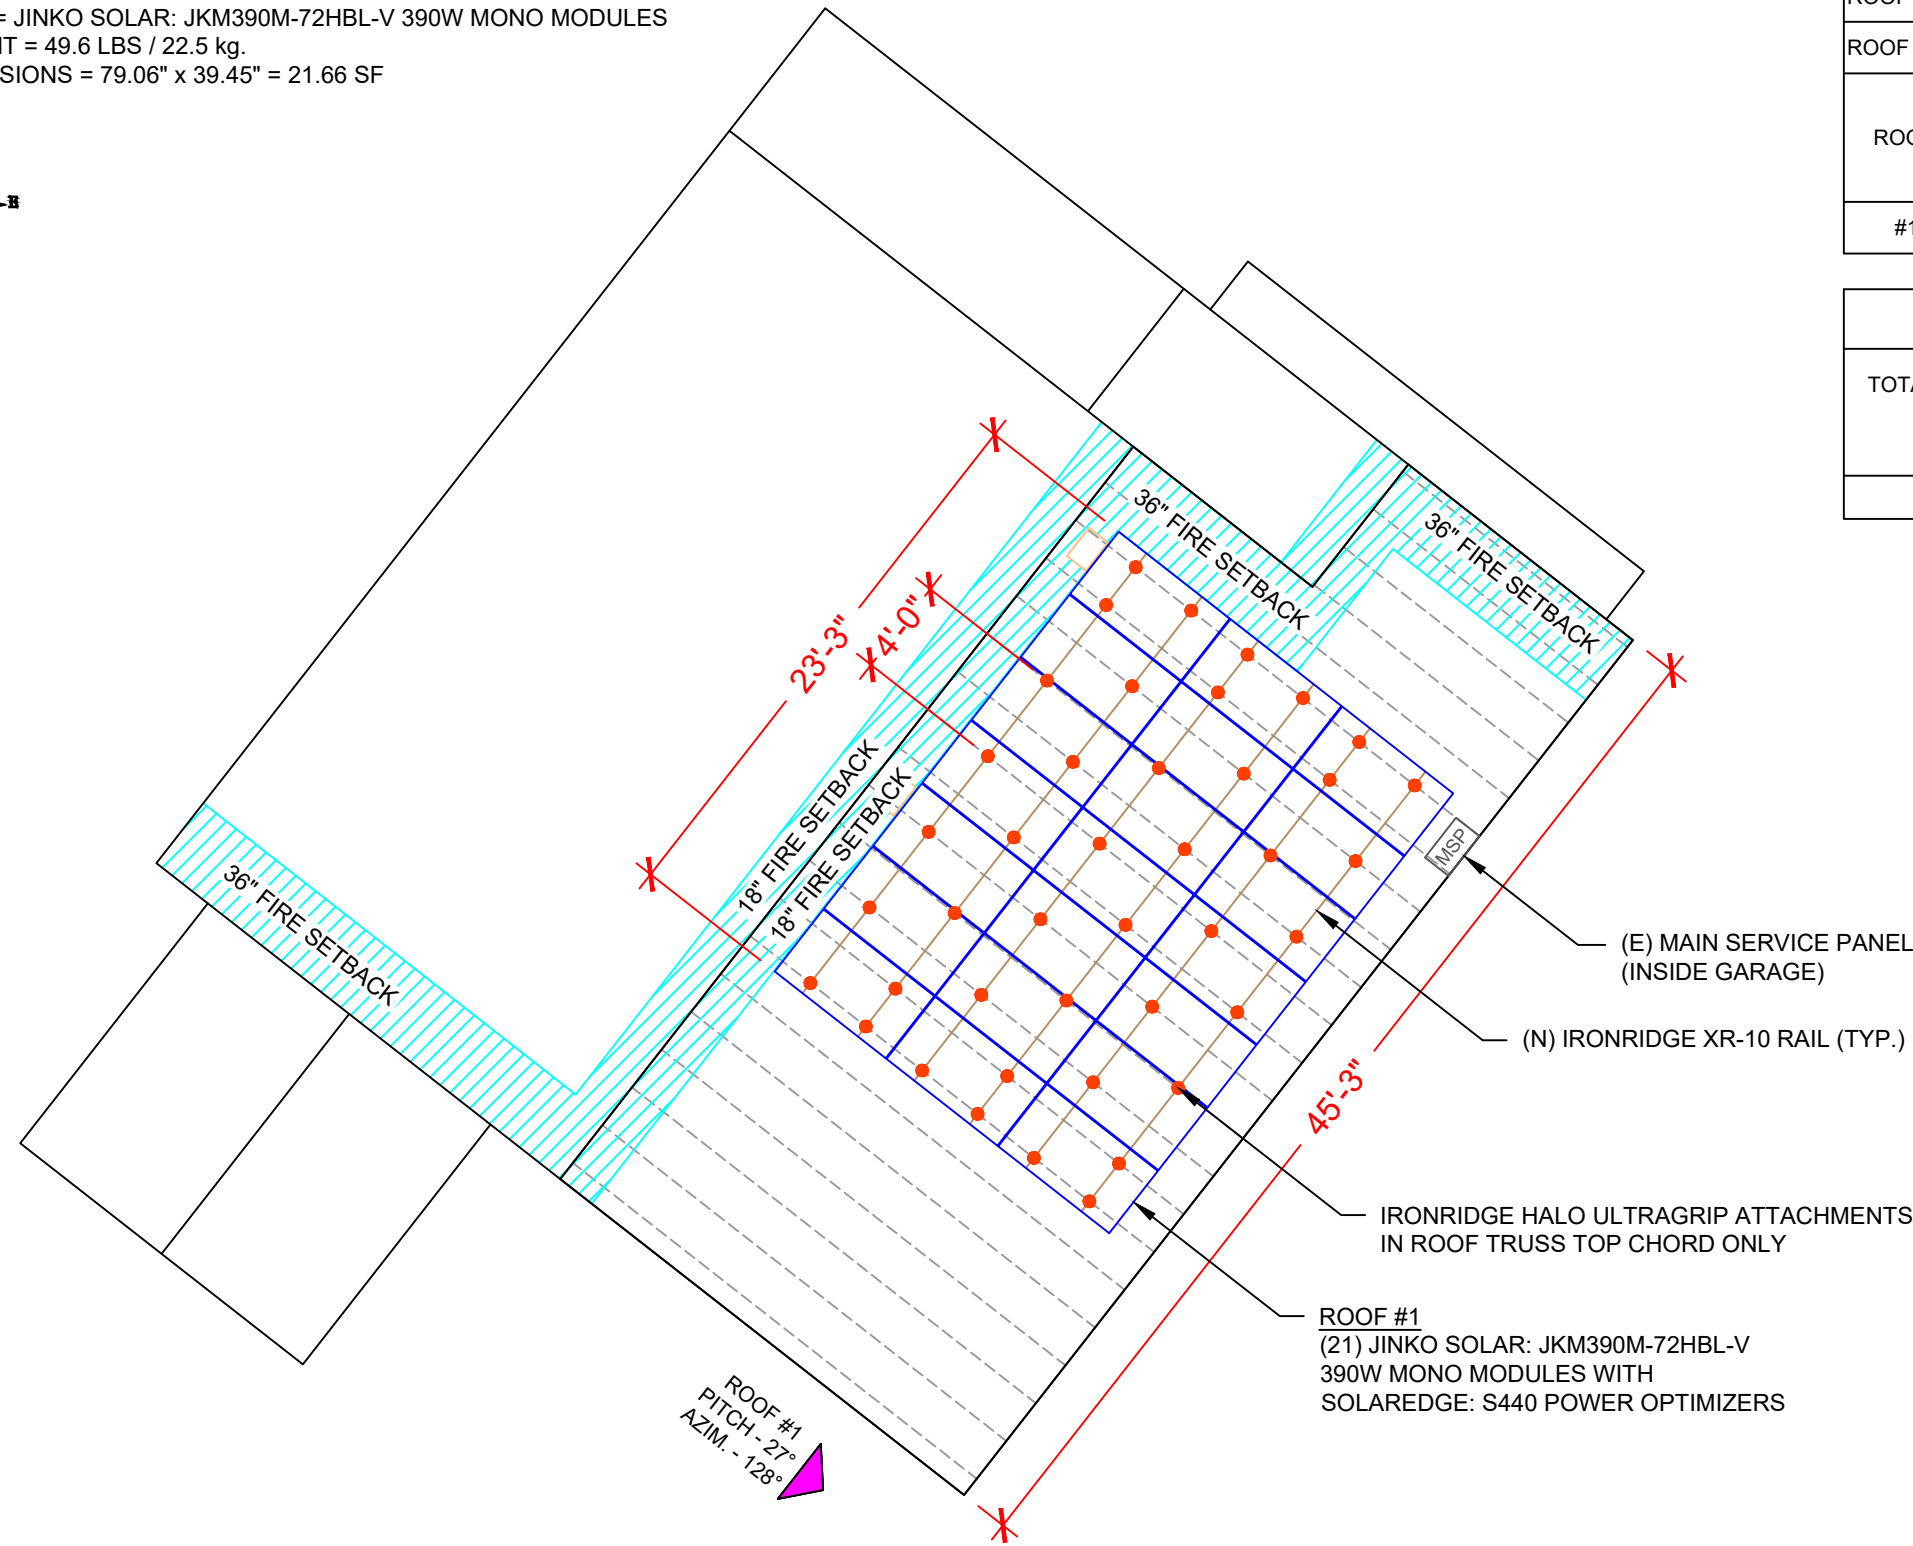 = JINKO SOLAR: JKM390M-72HBL-V 390W MONO MODULES
IT = 49.6 LBS / 22.5 kg.
SIONS = 79.06" x 39.45" = 21.66 SF
ROOF
ROO
#1
TOTA
36" FIRE SETBACK
36" FIRE SETBACK
23'-3"
4'-0"
18" FIRE SETBACK
18" FIRE SETBACK
36" FIRE SETBACK
MSP
(E) MAIN SERVICE PANEL
(INSIDE GARAGE)
(N) IRONRIDGE XR-10 RAIL (TYP.)
45'-3"
IRONRIDGE HALO ULTRAGRIP ATTACHMENTS
IN ROOF TRUSS TOP CHORD ONLY
ROOF #1
(21) JINKO SOLAR: JKM390M-72HBL-V
390W MONO MODULES WITH
SOLAREDGE: S440 POWER OPTIMIZERS
ROOF #1
PITCH - 27°
AZIM. - 128°